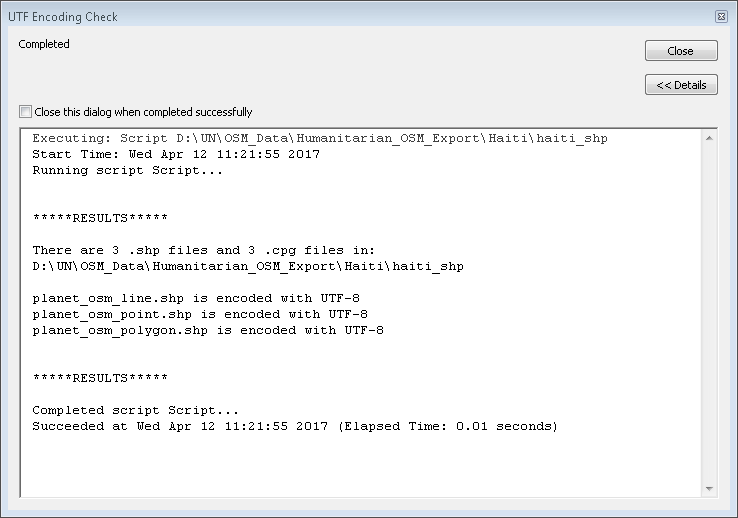 UTF Encoding Check
Completed
Close
<< Details
Close this dialog when completed successfully
Executing: Script D:\UN\OSM_Data\Humanitarian_OSM_Export\Haiti\haiti_shp
Start Time: Wed Apr 12 11:21:55 2017
Running script Script...
*****RESULTS*****
There are 3 .shp files and 3 .cpg files in:
D:\UN\OSM_Data\Humanitarian_OSM_Export\Haiti\haiti_shp
planet_osm_line.shp is encoded with UTF-8
planet_osm_point.shp is encoded with UTF-8
planet_osm_polygon.shp is encoded with UTF-8
*****RESULTS*****
Completed script Script...
Succeeded at Wed Apr 12 11:21:55 2017 (Elapsed Time: 0.01 seconds)